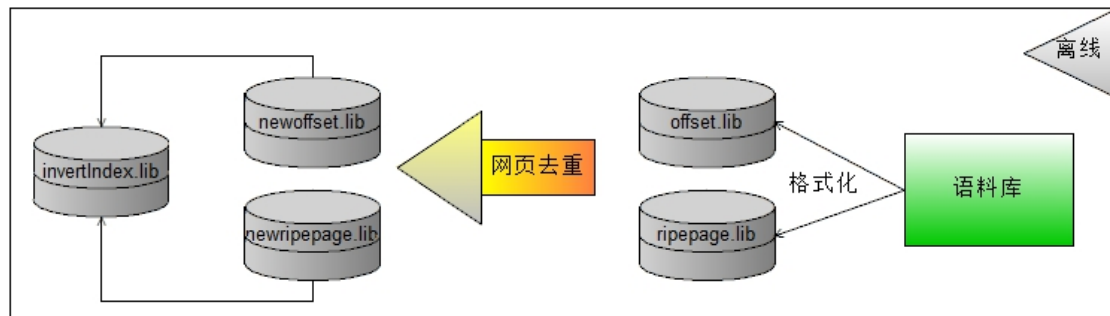 离线
newoffset.lib
offset.lib
invertIndex.lib
网页去重
格式化
语料库
newripepage.lib
ripepage.lib